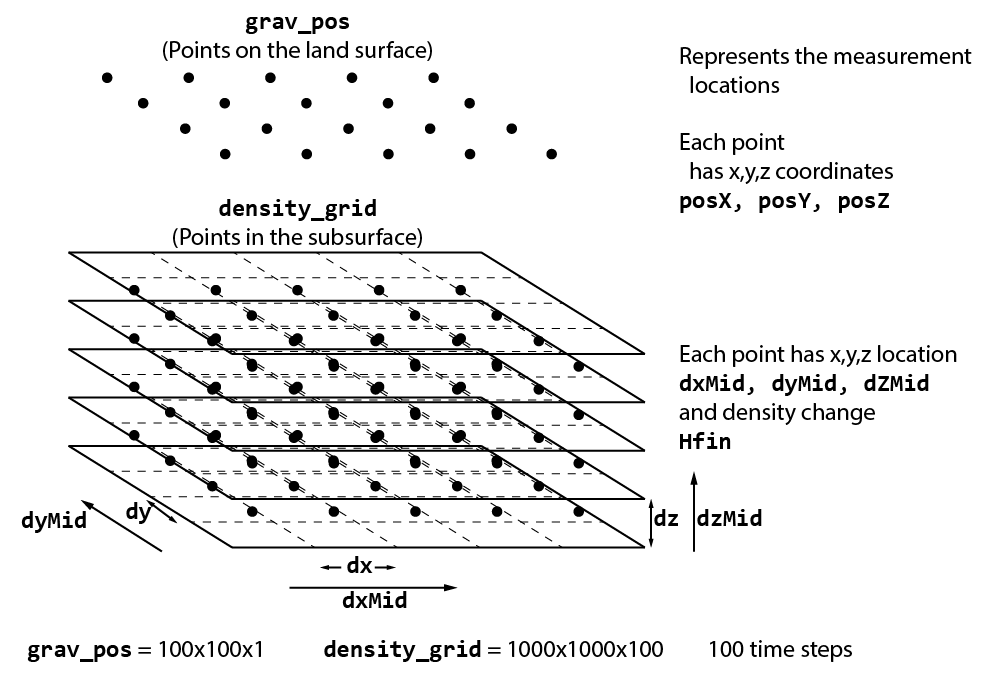 grav_pos
(Points on the land surface)
Represents the measurement
locations
Each point
has x,y,z coordinates
posX, posY, posZ
density_grid
(Points in the subsurface)
Each point has x,y,z location
dxMid, dyMid, dZMid
and density change
Hfin
dyMid
dy
dz
dzMid
dx
dxMid
grav_pos = 100x100x1
density_grid = 1000x1000x100
100 time steps